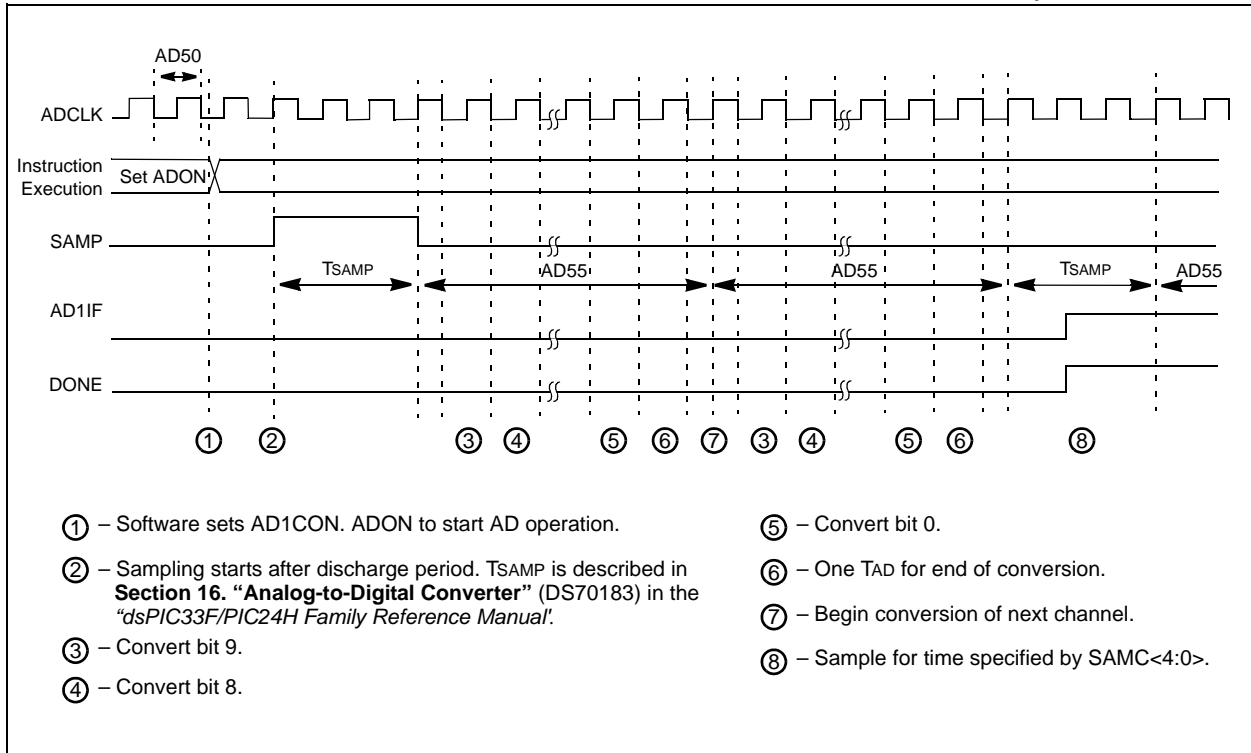 AD50
ADCLK
Instruction
Execution
Set ADON
SAMP
TSAMP AD55 AD55 TSAMP AD55
AD1IF
DONE
1 2 3 4 5 6 7 3 4 5 6 8
1 – Software sets AD1CON. ADON to start AD operation.
2 – Sampling starts after discharge period. TSAMP is described in
Section 16. “Analog-to-Digital Converter” (DS70183) in the
“dsPIC33F/PIC24H Family Reference Manual'.
3 – Convert bit 9.
4 – Convert bit 8.
5 – Convert bit 0.
6 – One TAD for end of conversion.
7 – Begin conversion of next channel.
8 – Sample for time specified by SAMC<4:0>.